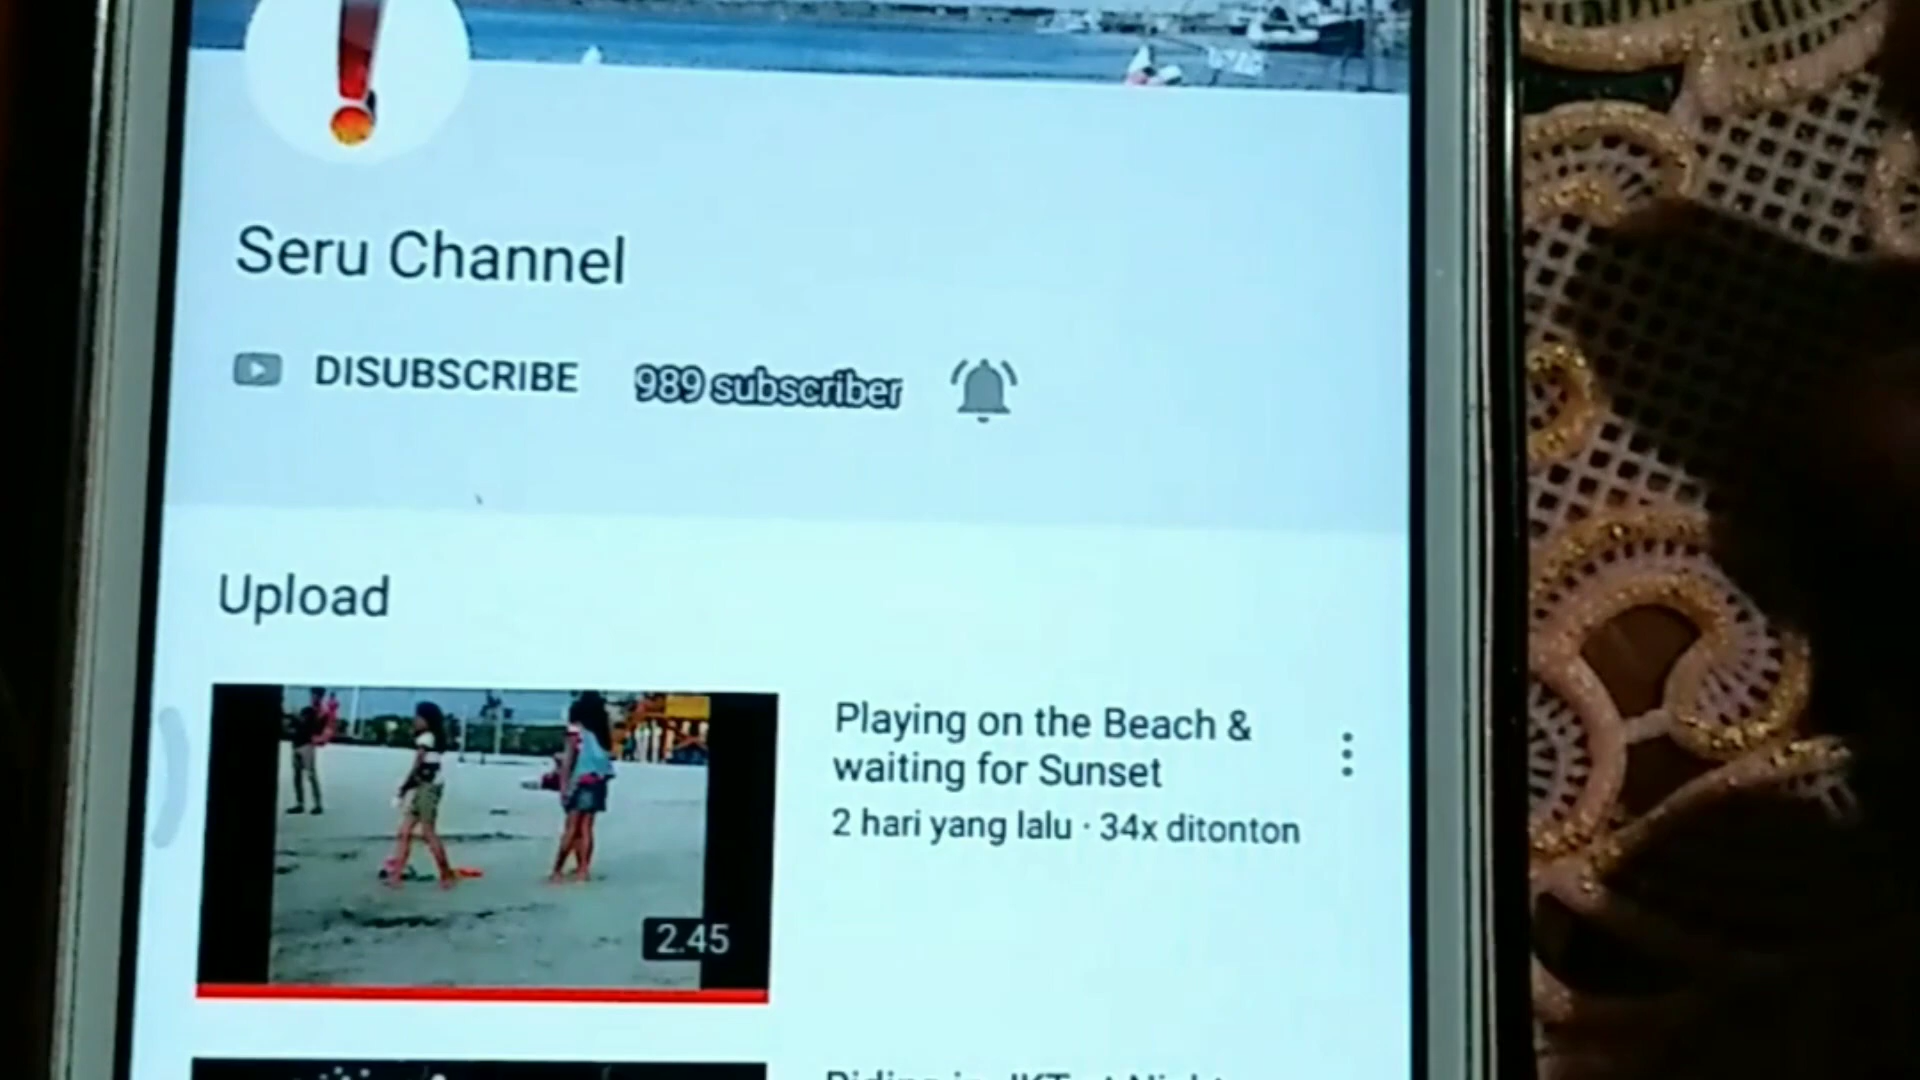 Seru Channel
DISUBSCRIBE 989 subscriber
Upload
Playing on the Beach &
waiting for Sunset
2 hari yang lalu · 34x ditonton
2.45